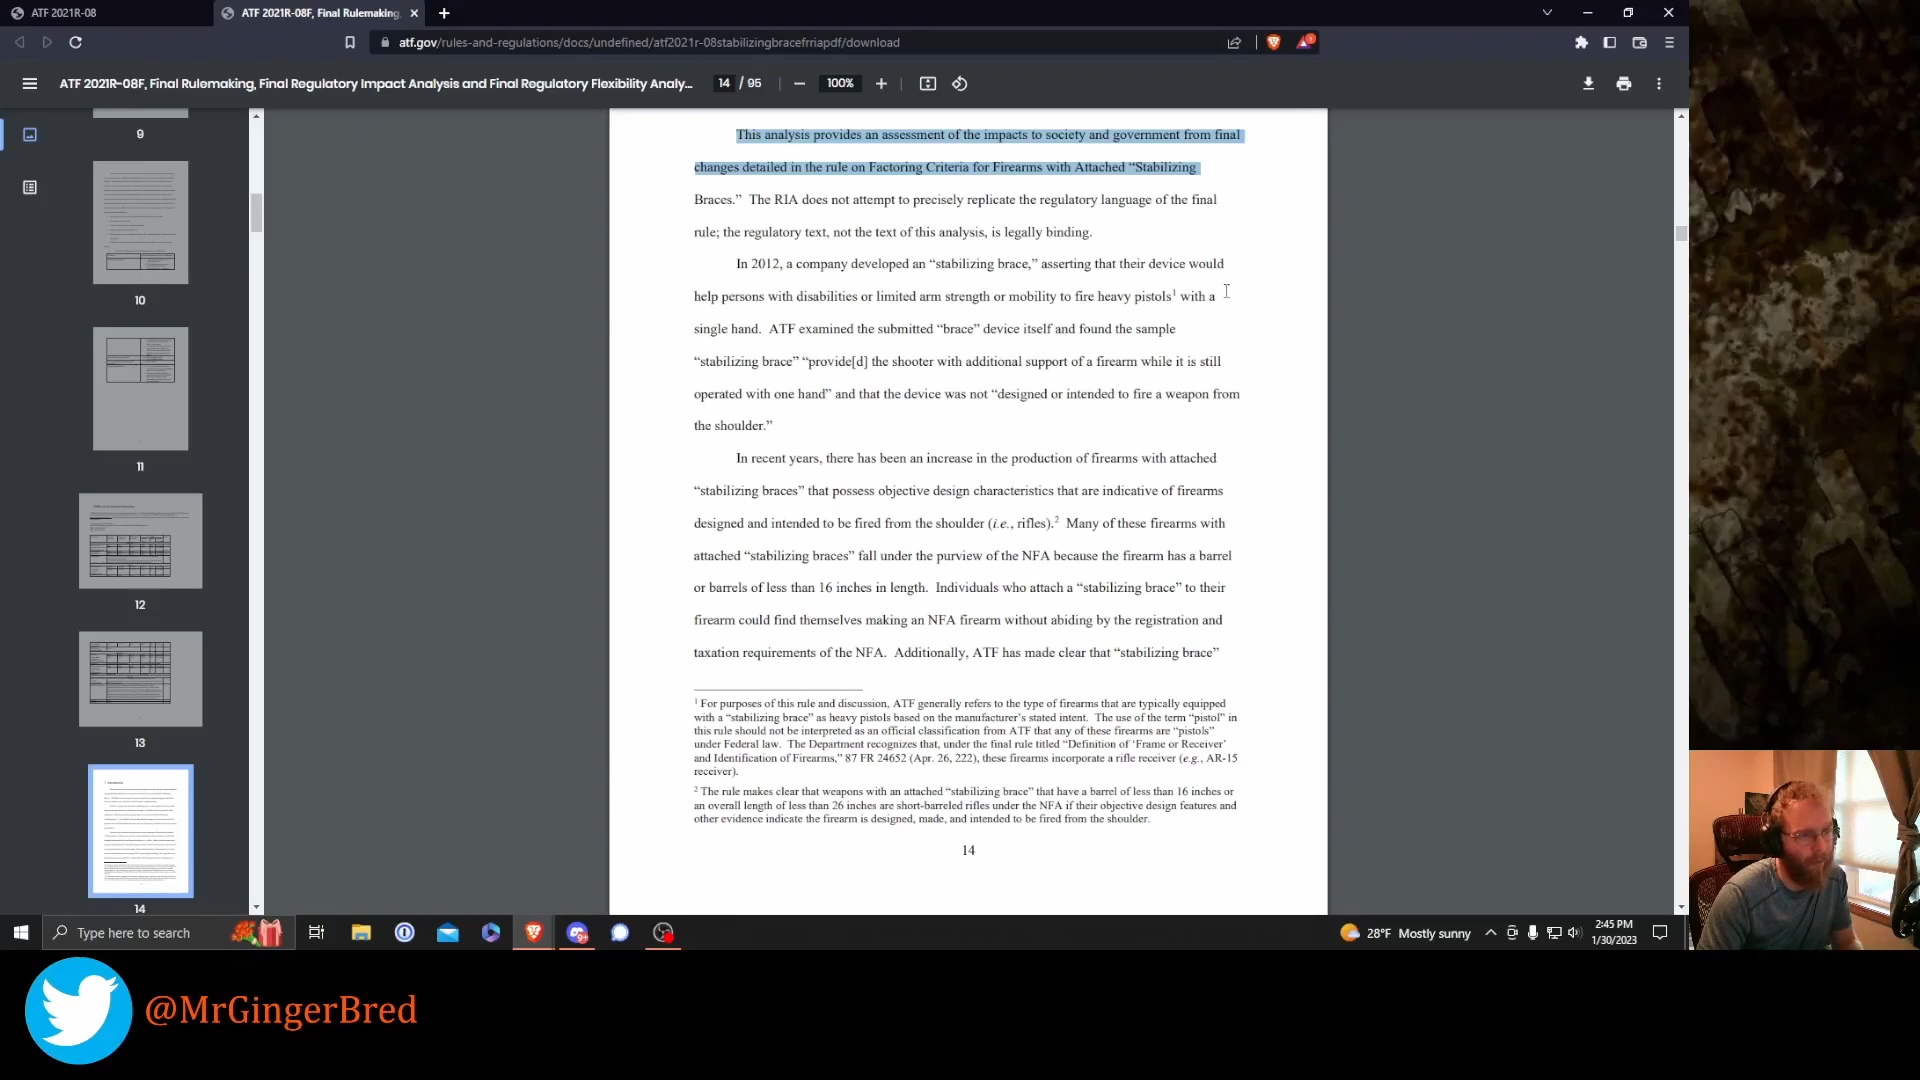 ATF 2021R-08
ATF 2021R-08F, Final Rulemaking,
atf.gov/rules-and-regulations/docs/undefined/atf2021r-08stabilizingbracefrriapdf/download
ATF 2021R-08F, Final Rulemaking, Final Regulatory Impact Analysis and Final Regulatory Flexibility Analy...
14 / 95
100%
9
10
11
12
13
14
This analysis provides an assessment of the impacts to society and government from final
changes detailed in the rule on Factoring Criteria for Firearms with Attached “Stabilizing
Braces.” The RIA does not attempt to precisely replicate the regulatory language of the final
rule; the regulatory text, not the text of this analysis, is legally binding.
In 2012, a company developed an “stabilizing brace,” asserting that their device would
help persons with disabilities or limited arm strength or mobility to fire heavy pistols1 with a
single hand. ATF examined the submitted “brace” device itself and found the sample
“stabilizing brace” “provide[d] the shooter with additional support of a firearm while it is still
operated with one hand” and that the device was not “designed or intended to fire a weapon from
the shoulder.”
In recent years, there has been an increase in the production of firearms with attached
“stabilizing braces” that possess objective design characteristics that are indicative of firearms
designed and intended to be fired from the shoulder (i.e., rifles).2 Many of these firearms with
attached “stabilizing braces” fall under the purview of the NFA because the firearm has a barrel
or barrels of less than 16 inches in length. Individuals who attach a “stabilizing brace” to their
firearm could find themselves making an NFA firearm without abiding by the registration and
taxation requirements of the NFA. Additionally, ATF has made clear that “stabilizing brace”
1 For purposes of this rule and discussion, ATF generally refers to the type of firearms that are typically equipped
with a “stabilizing brace” as heavy pistols based on the manufacturer’s stated intent. The use of the term “pistol” in
this rule should not be interpreted as an official classification from ATF that any of these firearms are “pistols”
under Federal law. The Department recognizes that, under the final rule titled “Definition of ‘Frame or Receiver’
and Identification of Firearms,” 87 FR 24652 (Apr. 26, 222), these firearms incorporate a rifle receiver (e.g., AR-15
receiver).
2 The rule makes clear that weapons with an attached “stabilizing brace” that have a barrel of less than 16 inches or
an overall length of less than 26 inches are short-barreled rifles under the NFA if their objective design features and
other evidence indicate the firearm is designed, made, and intended to be fired from the shoulder.
14
Type here to search
28°F Mostly sunny
2:45 PM
1/30/2023
@MrGingerBred